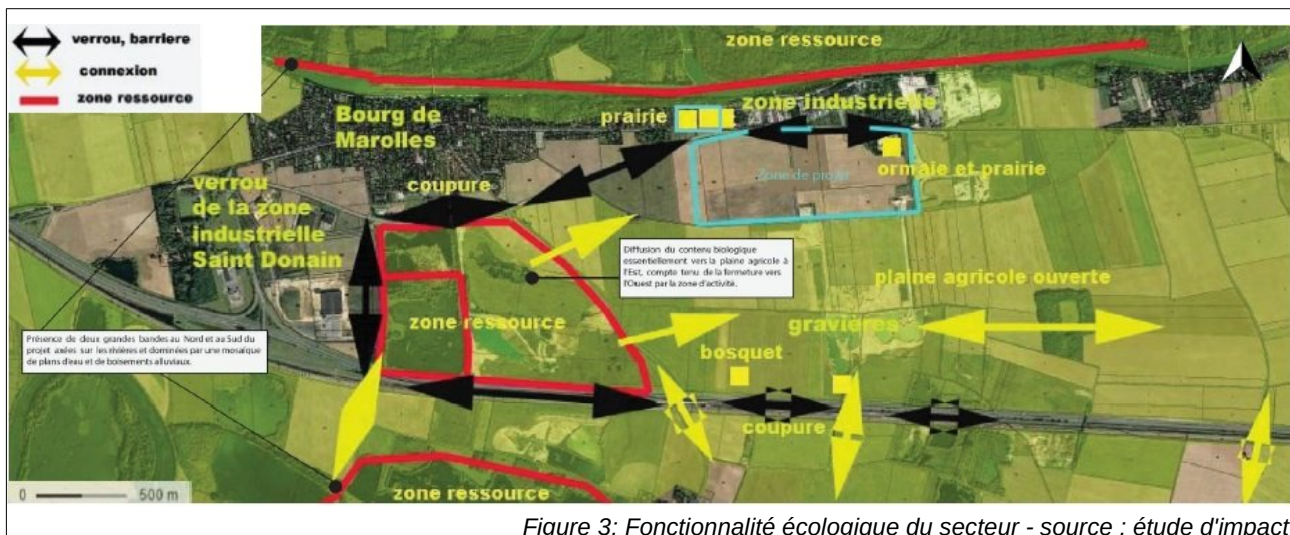 verrou, barriere
connexion
zone ressource
zone ressource
Bourg de
Marolles
prairie
zone industrielle
verrou
de la zone
industrielle
Saint Donain
coupure
Zone de projet
ormaie et prairie
Diffusion du contenu biologique
essentiellement vers la plaine agricole à
l'Est, compte tenu de la fermeture vers
l'Ouest par la zone d'activité.
plaine agricole ouverte
zone ressource
gravières
Présence de deux grandes bandes au Nord et au Sud du
projet axées sur les rivières et dominées par une mosaïque
de plans d'eau et de boisements alluviaux.
bosquet
coupure
zone ressource
0 500 m
Figure 3: Fonctionnalité écologique du secteur - source : étude d'impact